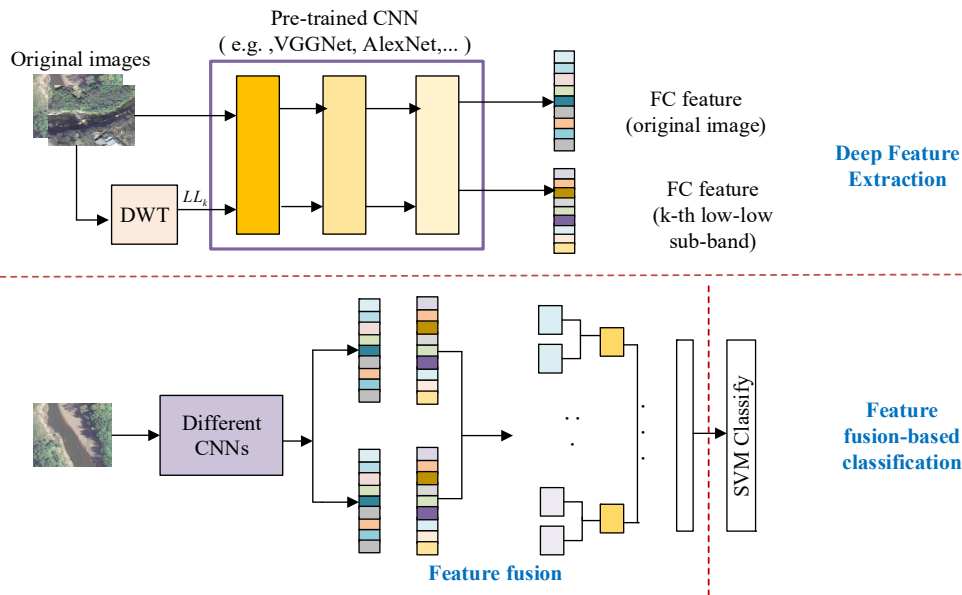 Pre-trained CNN
( e.g. ,VGGNet, AlexNet,... )
Original images
FC feature
(original image)
Deep Feature
Extraction
DWT
LLk
FC feature
(k-th low-low
sub-band)
Different
CNNs
SVM Classify
Feature
fusion-based
classification
Feature fusion